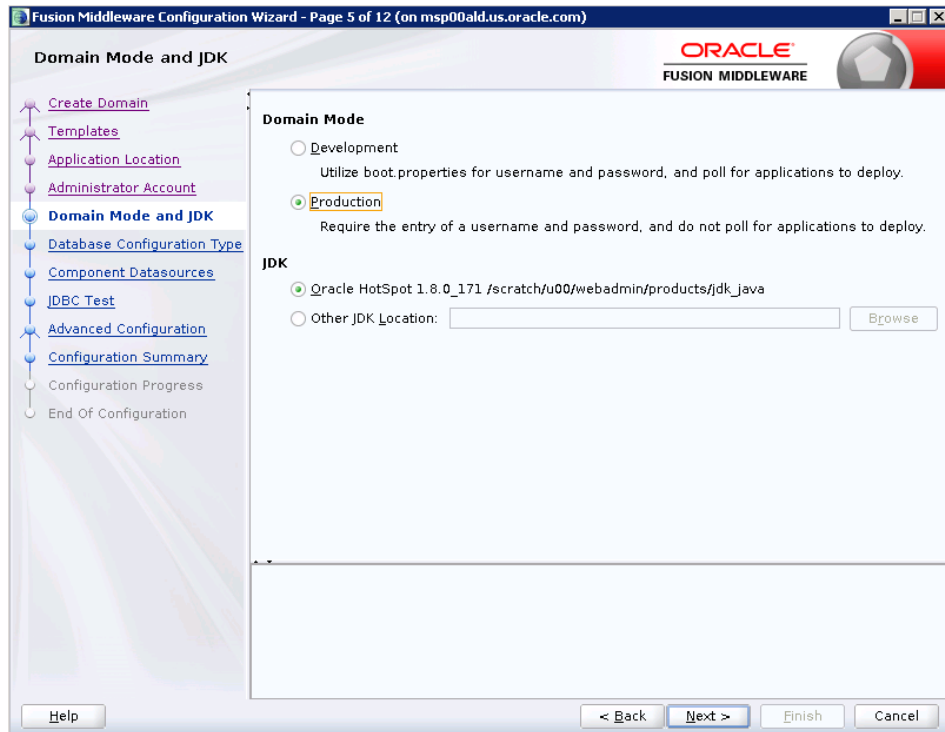 Fusion Middleware Configuration Wizard - Page 5 of 12 (on msp00ald.us.oracle.com)
Domain Mode and JDK
ORACLE
FUSION MIDDLEWARE
Create Domain
Templates
Application Location
Administrator Account
Domain Mode and JDK
Database Configuration Type
Component Datasources
JDBC Test
Advanced Configuration
Configuration Summary
Configuration Progress
End Of Configuration
Domain Mode
Development
Utilize boot.properties for username and password, and poll for applications to deploy.
Production
Require the entry of a username and password, and do not poll for applications to deploy.
JDK
Oracle HotSpot 1.8.0_171 /scratch/u00/webadmin/products/jdk_java
Other JDK Location:
Browse
Help
< Back
Next >
Finish
Cancel